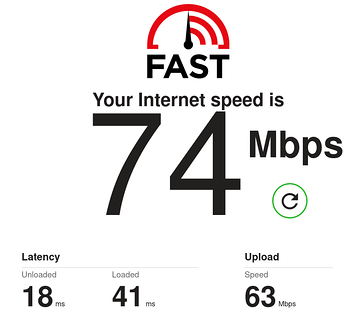 FAST
Your Internet speed is
74 Mbps
Latency Upload
Unloaded Loaded Speed
18 ms 41 ms 63 Mbps